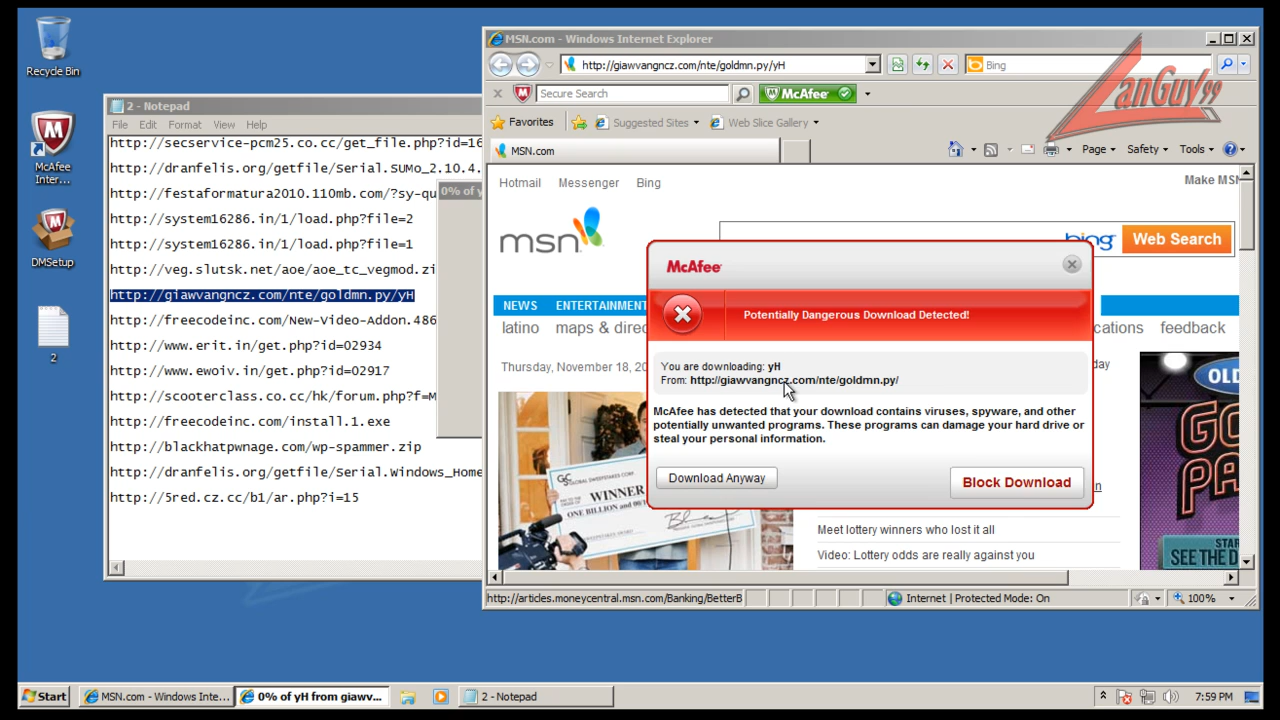 Recycle Bin
McAfee
Inter...
DMSetup
2
2 - Notepad
File Edit Format View Help
http://secservice-pcm25.co.cc/get_file.php?id=16
http://dranfelis.org/getfile/Serial.SUMo_2.10.4.
http://festaformatura2010.110mb.com/?sy-qu
http://system16286.in/1/load.php?file=2
http://system16286.in/1/load.php?file=1
http://veg.slutsk.net/aoe/aoe_tc_vegmod.zi
http://giawvangncz.com/nte/goldmn.py/yH
http://freecodeinc.com/New-Video-Addon.486
http://www.erit.in/get.php?id=02934
http://www.ewoiv.in/get.php?id=02917
http://scooterclass.co.cc/hk/forum.php?f=M
http://freecodeinc.com/install.1.exe
http://blackhatpwnage.com/wp-spammer.zip
http://dranfelis.org/getfile/Serial.Windows_Home
http://5red.cz.cc/b1/ar.php?i=15
0% of y
MSN.com - Windows Internet Explorer
http://giawvangncz.com/nte/goldmn.py/yH
Bing
LanGuy99
Secure Search
McAfee
Favorites Suggested Sites Web Slice Gallery
MSN.com
Page Safety Tools
Hotmail Messenger Bing
Make MSN
msn
bing
Web Search
NEWS ENTERTAINMENT
latino maps & direc cations feedback
Thursday, November 18, 20
day
McAfee
Potentially Dangerous Download Detected!
You are downloading: yH
From: http://giawvangncz.com/nte/goldmn.py/
McAfee has detected that your download contains viruses, spyware, and other
potentially unwanted programs. These programs can damage your hard drive or
steal your personal information.
Download Anyway
Block Download
GLOBAL SWEEPSTAKES.COM
WINNER
ONE BILLION and 00/1
OLD
GO
PA
STAR
SEE THE D
n
Meet lottery winners who lost it all
Video: Lottery odds are really against you
http://articles.moneycentral.msn.com/Banking/BetterB
Internet | Protected Mode: On
100%
Start
MSN.com - Windows Inte...
0% of yH from giawv...
2 - Notepad
7:59 PM